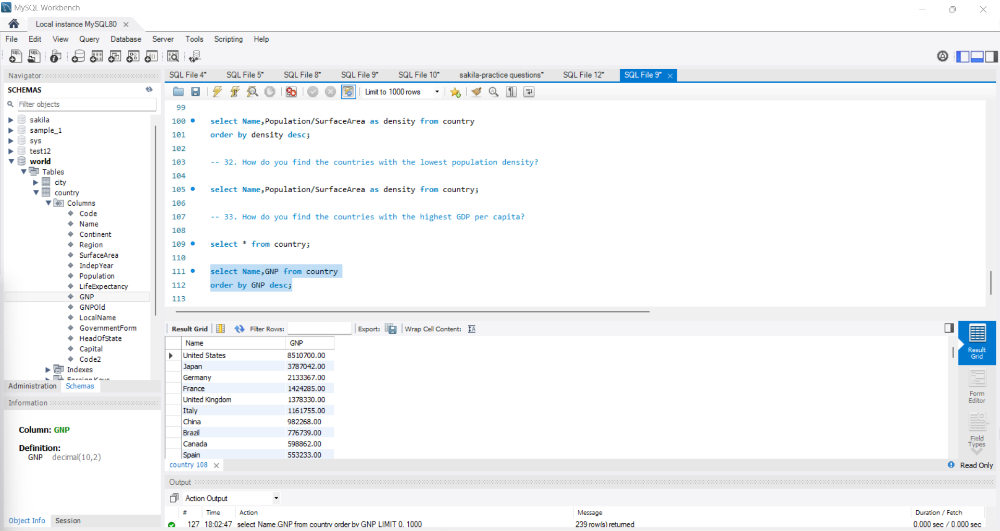 MySQL Workbench
Local instance MySQL80
File Edit View Query Database Server Tools Scripting Help
Navigator
SCHEMAS
Filter objects
sakila
sample_1
sys
test12
world
Tables
city
country
Columns
Code
Name
Continent
Region
SurfaceArea
IndepYear
Population
LifeExpectancy
GNP
GNPOld
LocalName
GovernmentForm
HeadOfState
Capital
Code2
Indexes
Foreign Keys
Administration Schemas
Information
Column: GNP
Definition:
GNP decimal(10,2)
Object Info Session
SQL File 4* SQL File 5* SQL File 8* SQL File 9* SQL File 10* sakila-practice questions* SQL File 12* SQL File 9*
Limit to 1000 rows
99
100 select Name,Population/SurfaceArea as density from country
101 order by density desc;
102
103 -- 32. How do you find the countries with the lowest population density?
104
105 select Name,Population/SurfaceArea as density from country;
106
107 -- 33. How do you find the countries with the highest GDP per capita?
108
109 select * from country;
110
111 select Name,GNP from country
112 order by GNP desc;
113
Result Grid Filter Rows: Export: Wrap Cell Content:
Name GNP
United States 8510700.00
Japan 3787042.00
Germany 2133367.00
France 1424285.00
United Kingdom 1378330.00
Italy 1161755.00
China 982268.00
Brazil 776739.00
Canada 598862.00
Spain 553233.00
Result
Grid
Form
Editor
Field
Types
country 108
Read Only
Output
Action Output
# Time Action Message Duration / Fetch
127 18:02:47 select Name,GNP from country order by GNP LIMIT 0, 1000 239 row(s) returned 0.000 sec / 0.000 sec